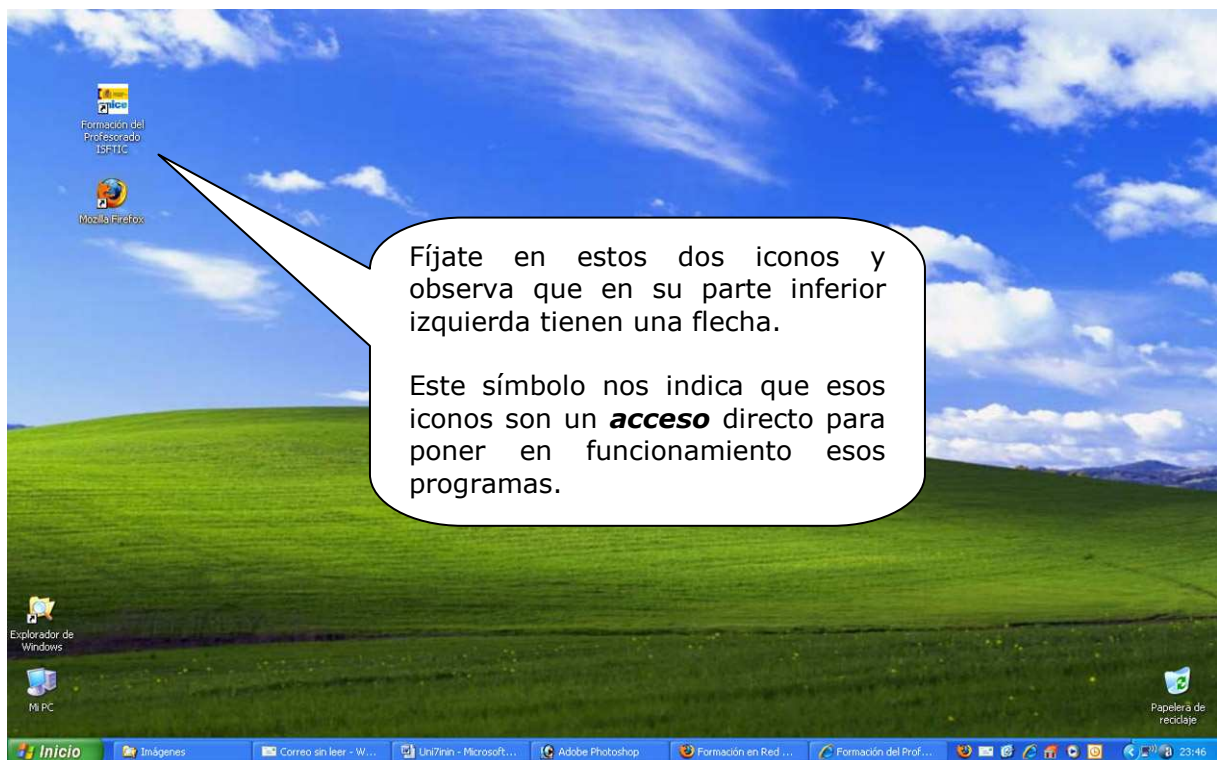 mice
Formación del
Profesorado
ISFTIC
Mozilla Firefox
Fíjate en estos dos iconos y
observa que en su parte inferior
izquierda tienen una flecha.
Este símbolo nos indica que esos
iconos son un acceso directo para
poner en funcionamiento esos
programas.
Explorador de
Windows
Mi PC
Papelera de
reciclaje
Inicio
Imágenes
Correo sin leer - W...
Uni7inin - Microsoft...
Adobe Photoshop
Formación en Red ...
Formación del Prof...
23:46